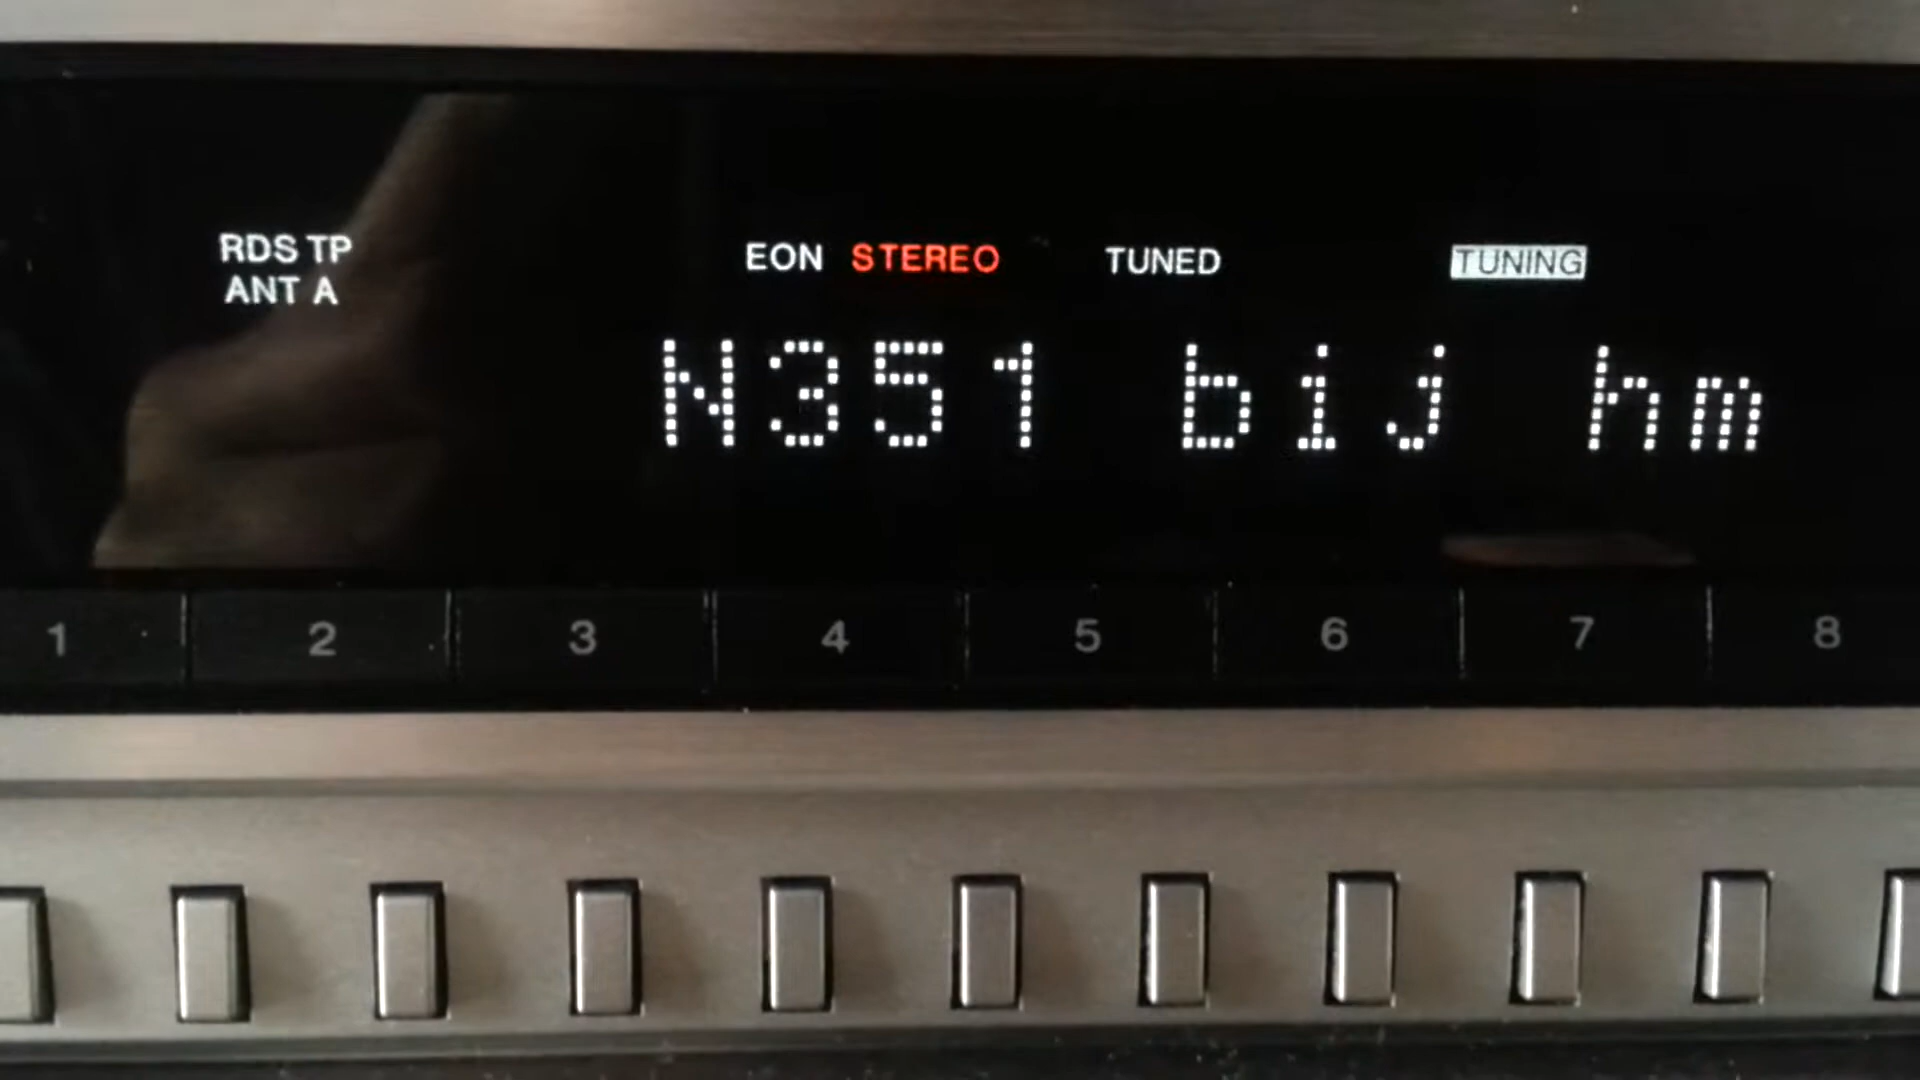 RDS TP
ANT A
EON STEREO TUNED TUNING
N351 bij hm
1 2 3 4 5 6 7 8